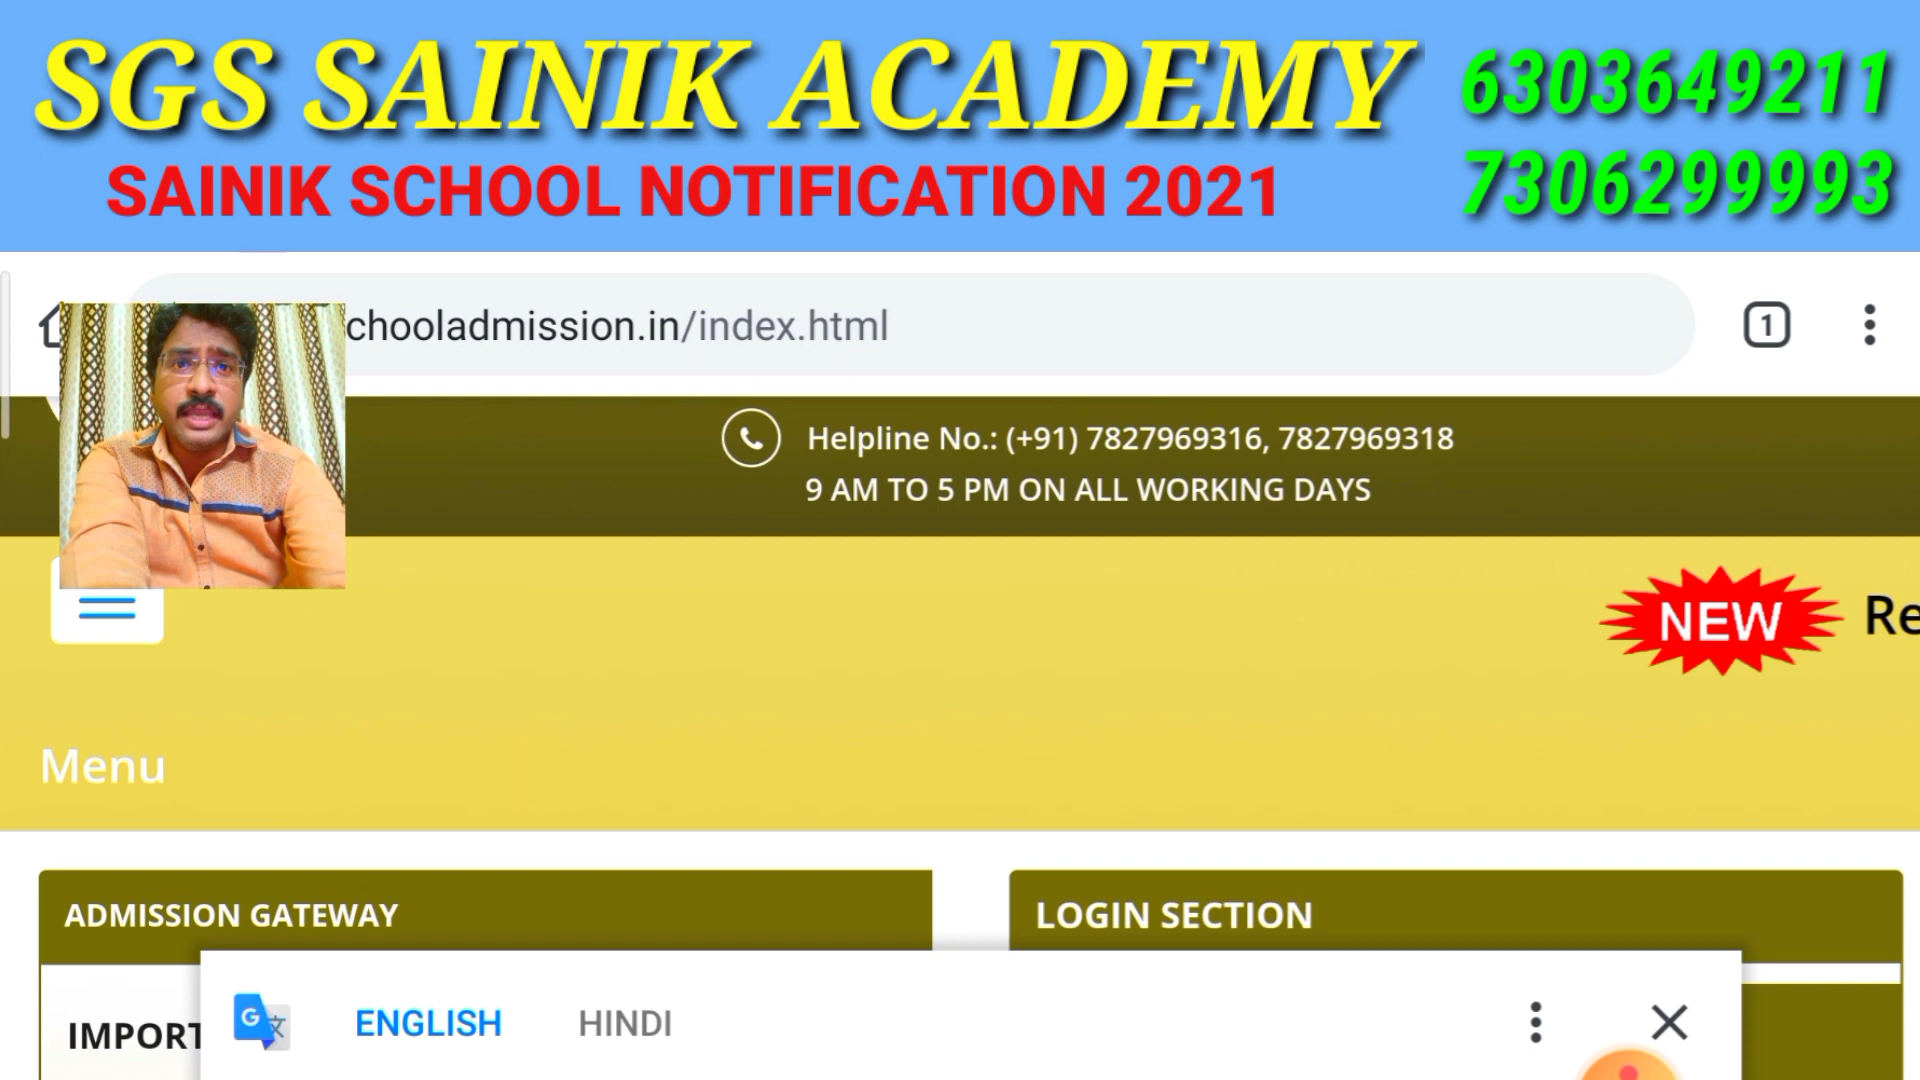 SGS SAINIK ACADEMY
6303649211
SAINIK SCHOOL NOTIFICATION 2021
7306299993
chooladmission.in/index.html
1
Helpline No.: (+91) 7827969316, 7827969318
9 AM TO 5 PM ON ALL WORKING DAYS
NEW Re
Menu
ADMISSION GATEWAY
LOGIN SECTION
IMPORT
G ENGLISH HINDI